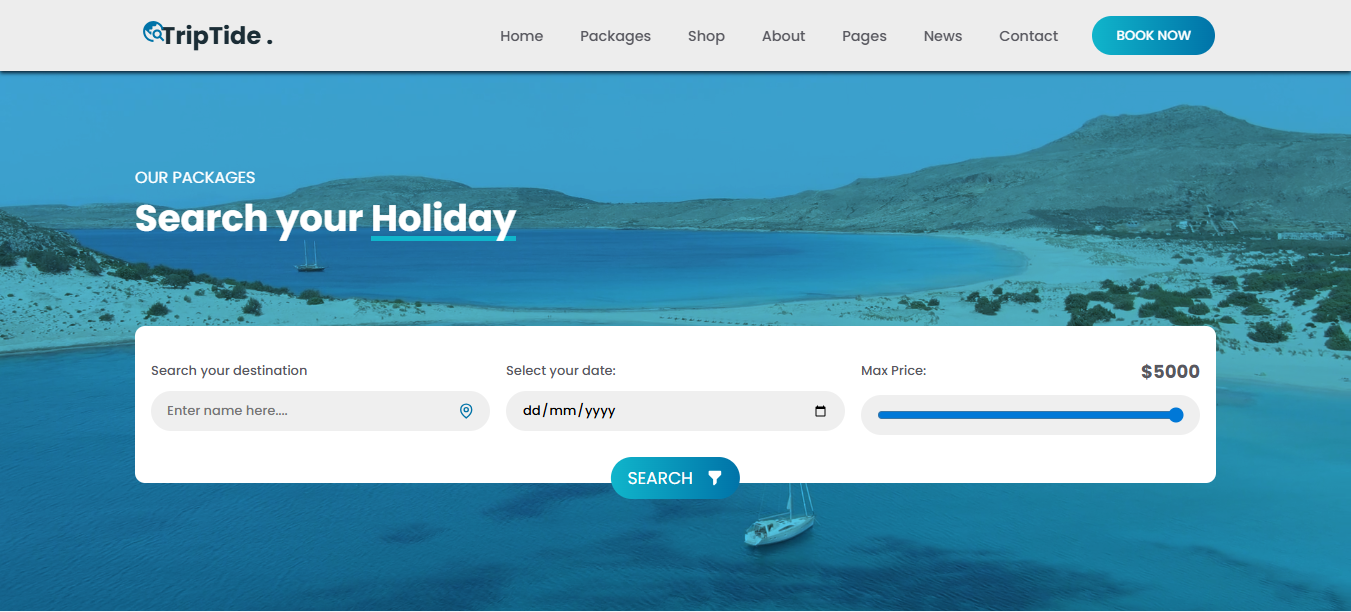 TripTide .
Home Packages Shop About Pages News Contact BOOK NOW
OUR PACKAGES
Search your Holiday
Search your destination Select your date: Max Price: $5000
Enter name here.... dd/mm/yyyy
SEARCH